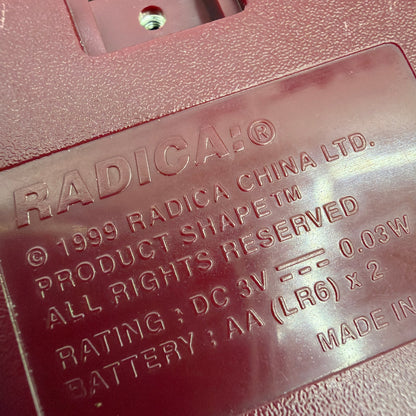 RADICA:®
© 1999 RADICA CHINA LTD.
PRODUCT SHAPE™
ALL RIGHTS RESERVED
RATING : DC 3V ⎓ 0.03W
BATTERY : AA (LR6) x 2
MADE IN